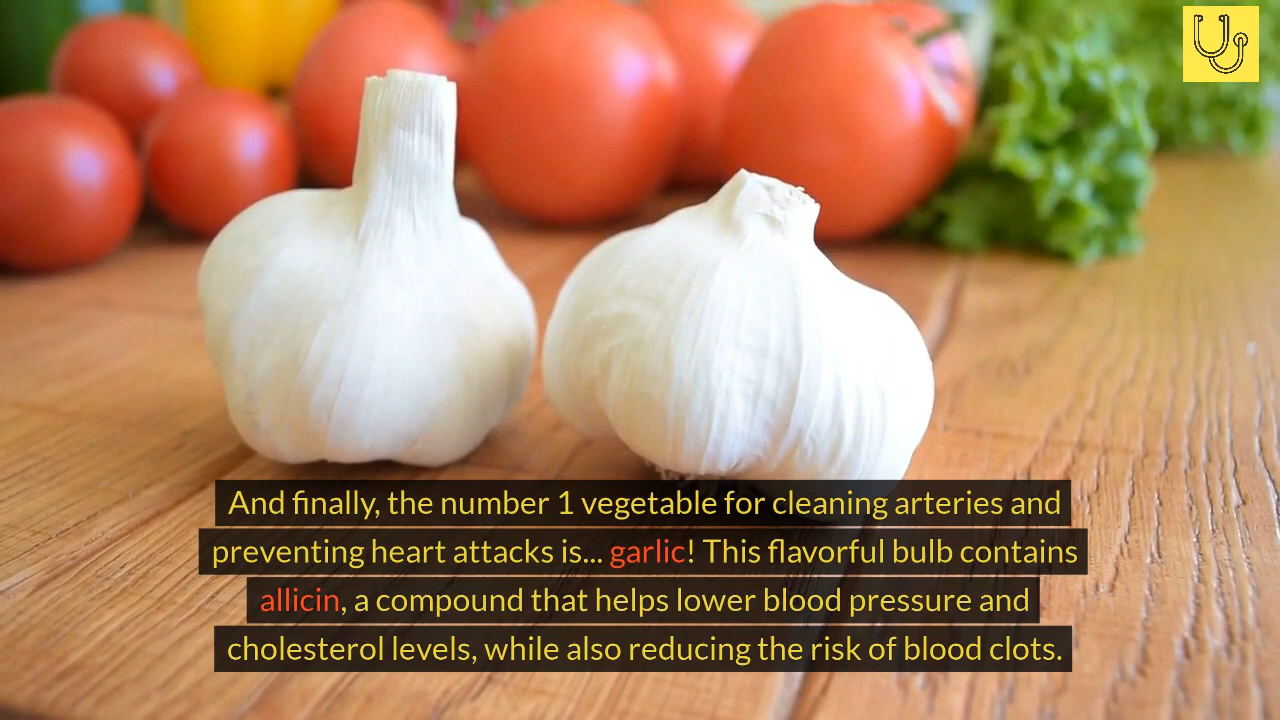 And finally, the number 1 vegetable for cleaning arteries and
preventing heart attacks is... garlic! This flavorful bulb contains
allicin, a compound that helps lower blood pressure and
cholesterol levels, while also reducing the risk of blood clots.